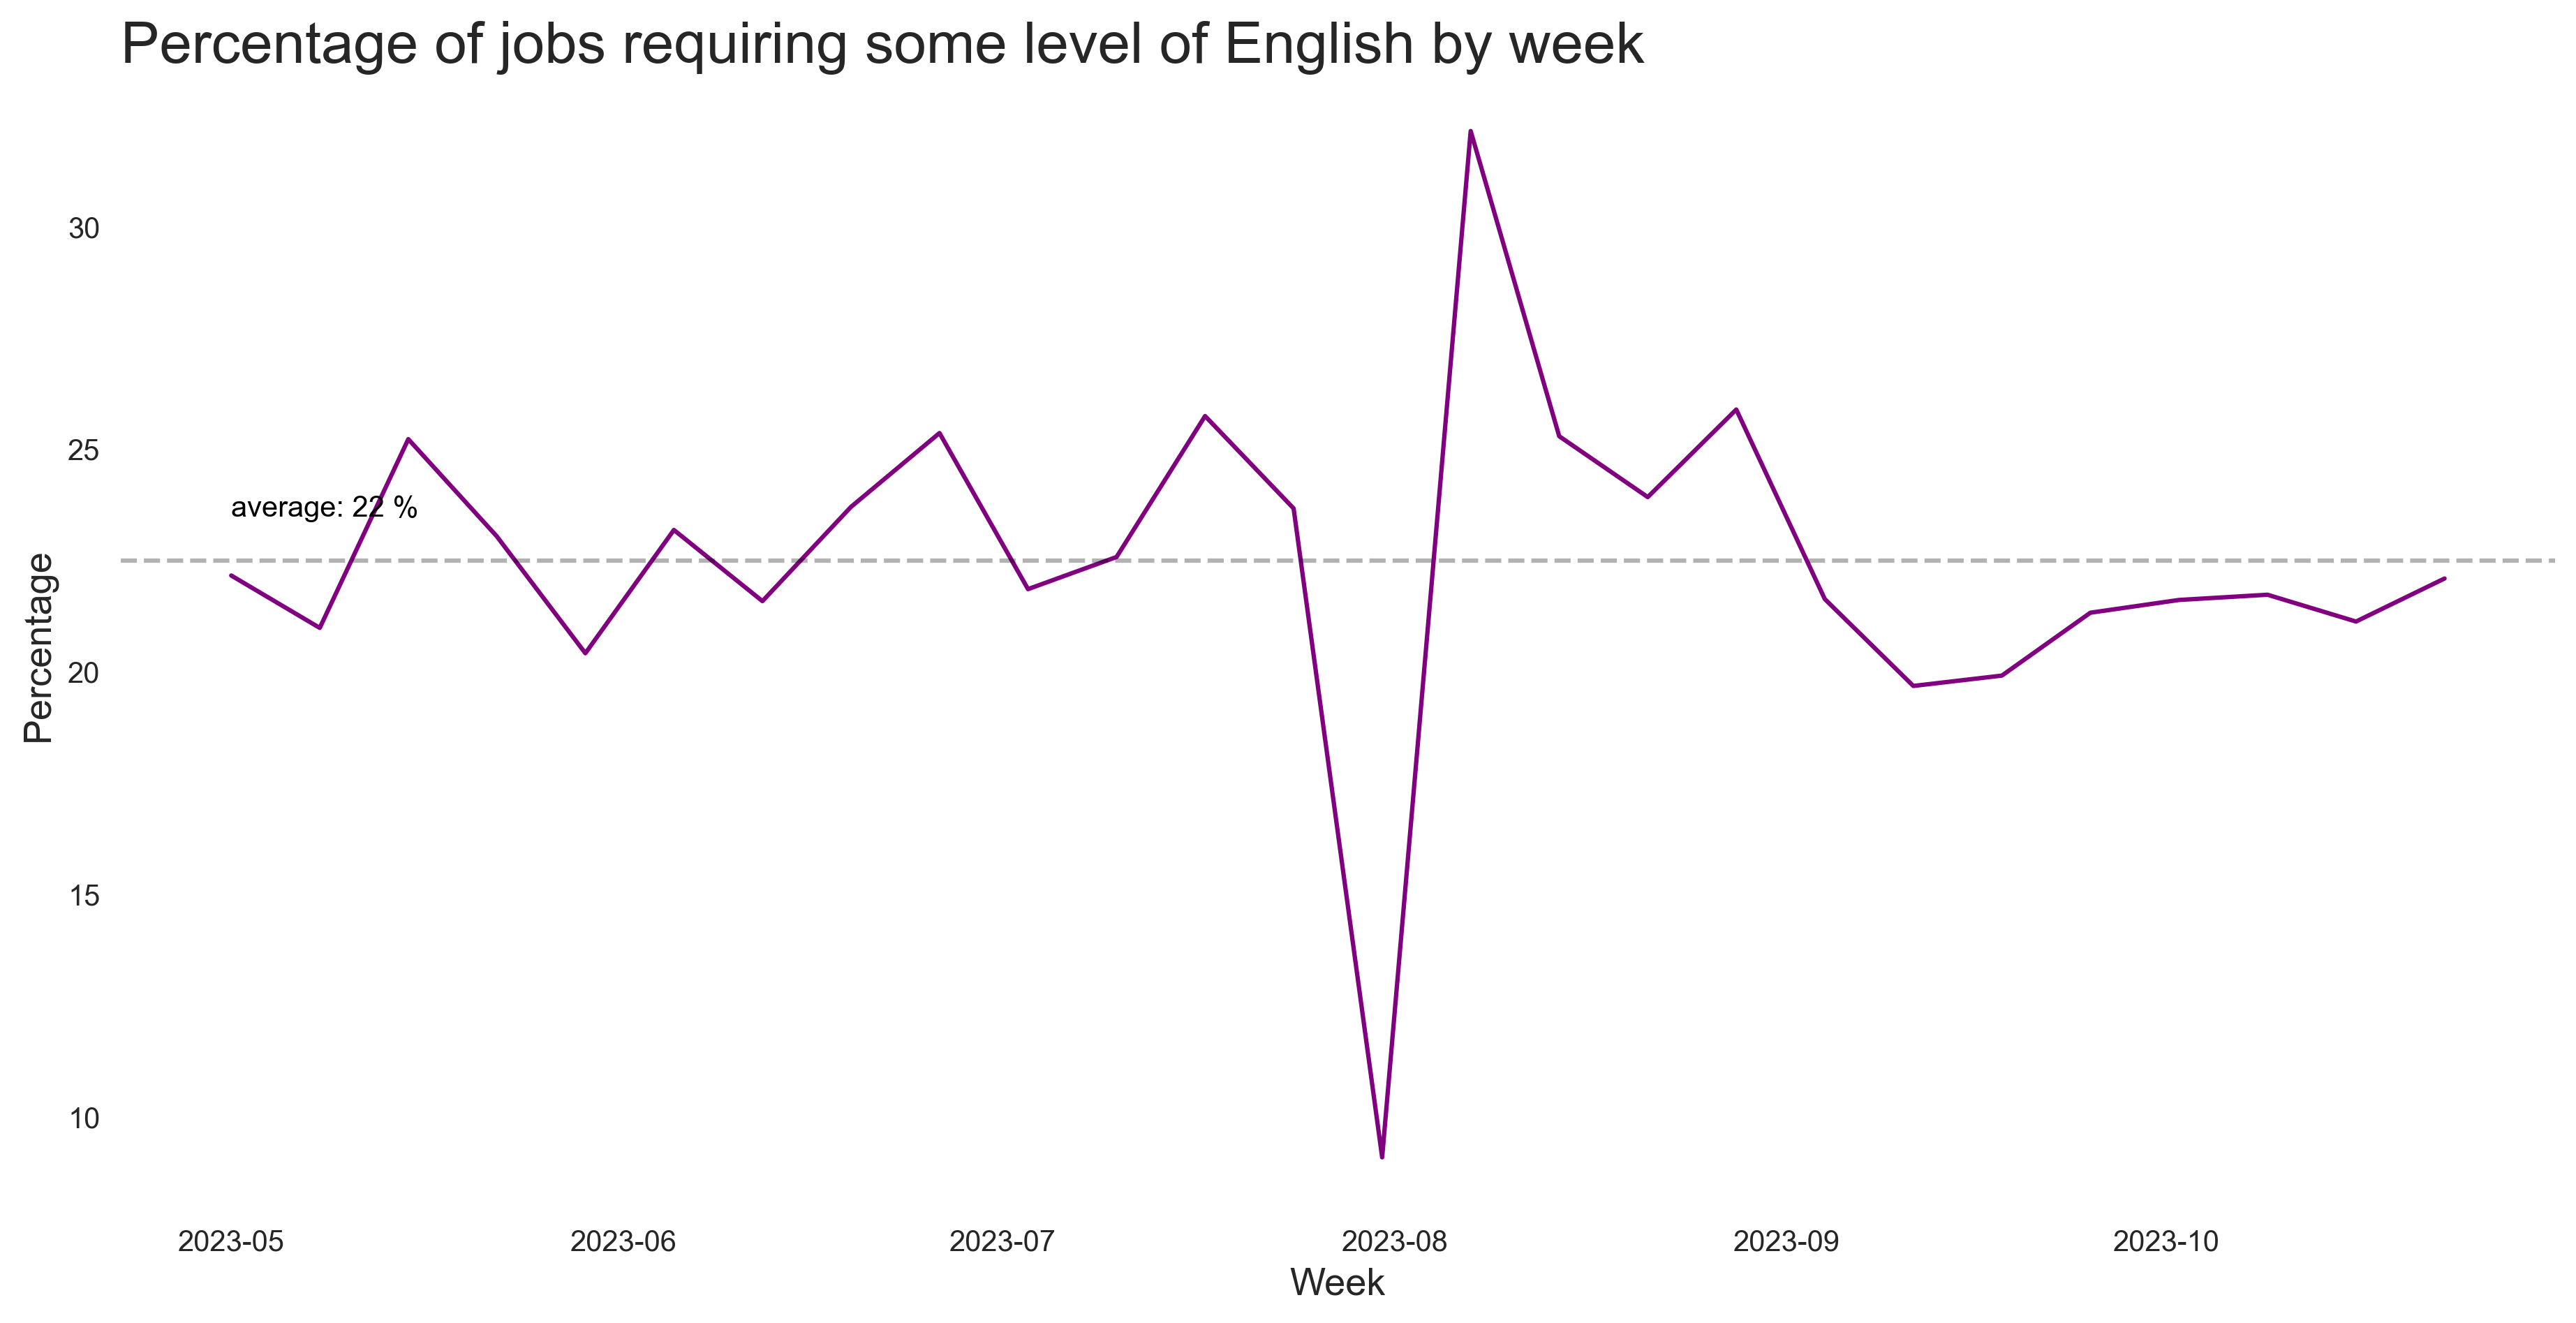 Percentage of jobs requiring some level of English by week
30
25
average: 22 %
20
15
10
Percentage
2023-05 2023-06 2023-07 2023-08 2023-09 2023-10
Week